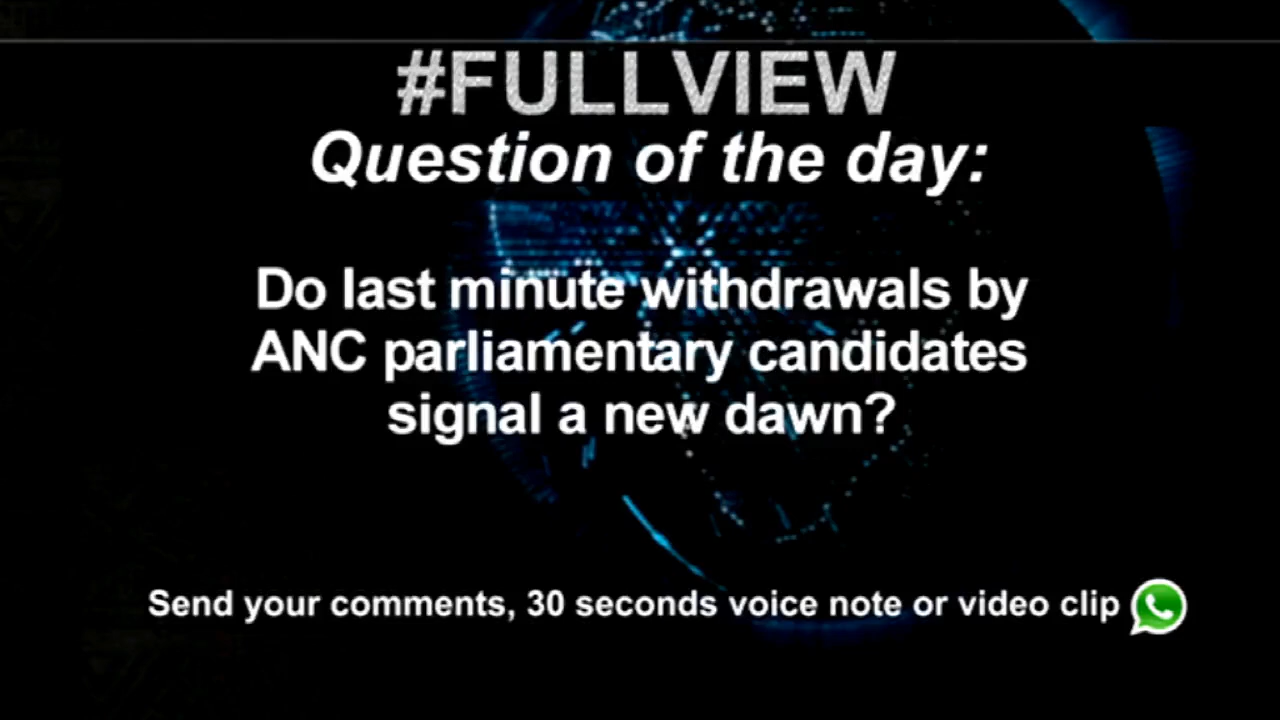 #FULLVIEW
Question of the day:
Do last minute withdrawals by
ANC parliamentary candidates
signal a new dawn?
Send your comments, 30 seconds voice note or video clip